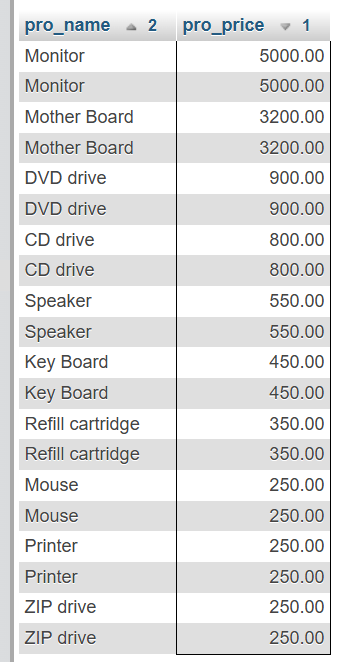 pro_name 2 pro_price 1
Monitor 5000.00
Monitor 5000.00
Mother Board 3200.00
Mother Board 3200.00
DVD drive 900.00
DVD drive 900.00
CD drive 800.00
CD drive 800.00
Speaker 550.00
Speaker 550.00
Key Board 450.00
Key Board 450.00
Refill cartridge 350.00
Refill cartridge 350.00
Mouse 250.00
Mouse 250.00
Printer 250.00
Printer 250.00
ZIP drive 250.00
ZIP drive 250.00